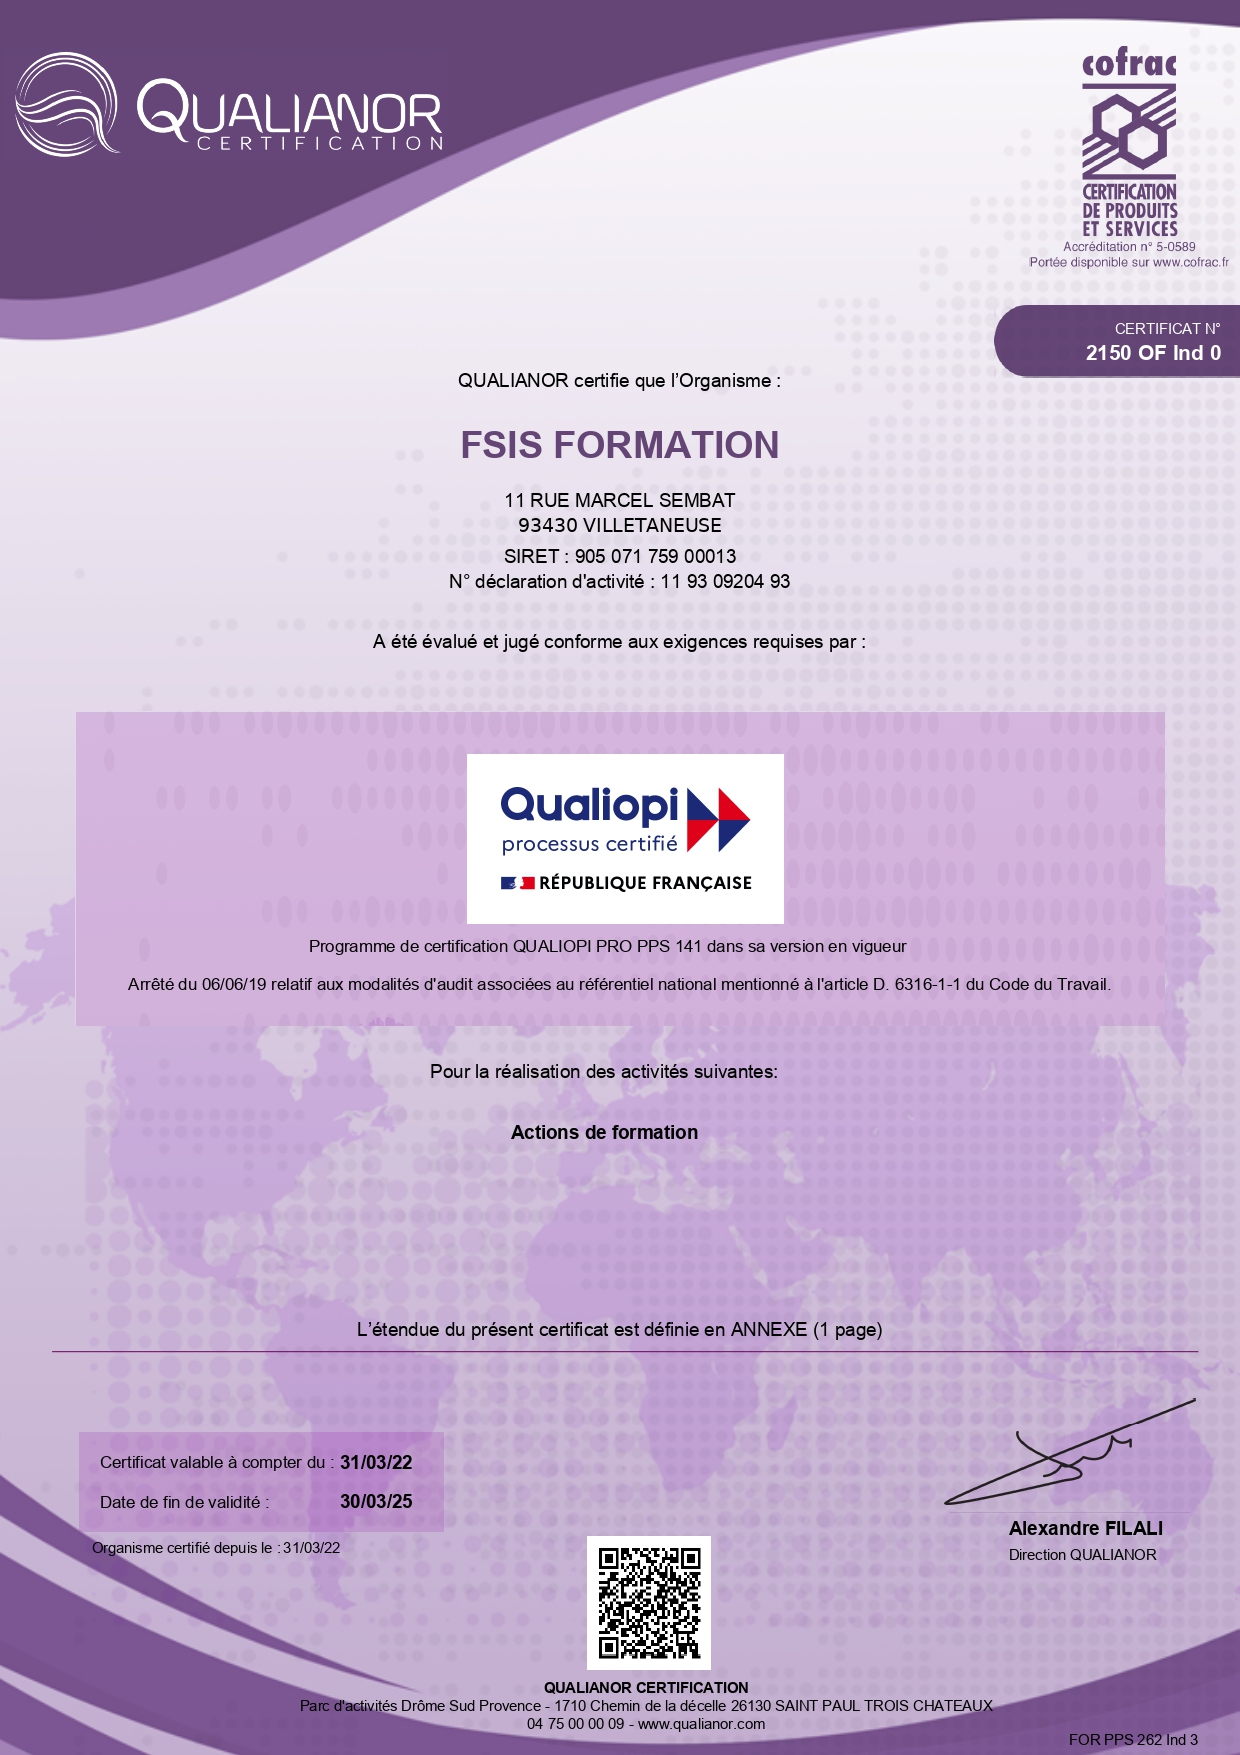 QUALIANOR
CERTIFICATION
cofrac
CERTIFICATION
DE PRODUITS
ET SERVICES
Accréditation n° 5-0589
Portée disponible sur www.cofrac.fr
CERTIFICAT N°
2150 OF Ind 0
QUALIANOR certifie que l’Organisme :
FSIS FORMATION
11 RUE MARCEL SEMBAT
93430 VILLETANEUSE
SIRET : 905 071 759 00013
N° déclaration d'activité : 11 93 09204 93
A été évalué et jugé conforme aux exigences requises par :
Qualiopi
processus certifié
RÉPUBLIQUE FRANÇAISE
Programme de certification QUALIOPI PRO PPS 141 dans sa version en vigueur
Arrêté du 06/06/19 relatif aux modalités d'audit associées au référentiel national mentionné à l'article D. 6316-1-1 du Code du Travail.
Pour la réalisation des activités suivantes:
Actions de formation
L’étendue du présent certificat est définie en ANNEXE (1 page)
Certificat valable à compter du : 31/03/22
Date de fin de validité : 30/03/25
Organisme certifié depuis le : 31/03/22
Alexandre FILALI
Direction QUALIANOR
QUALIANOR CERTIFICATION
Parc d'activités Drôme Sud Provence - 1710 Chemin de la décelle 26130 SAINT PAUL TROIS CHATEAUX
04 75 00 00 09 - www.qualianor.com
FOR PPS 262 Ind 3